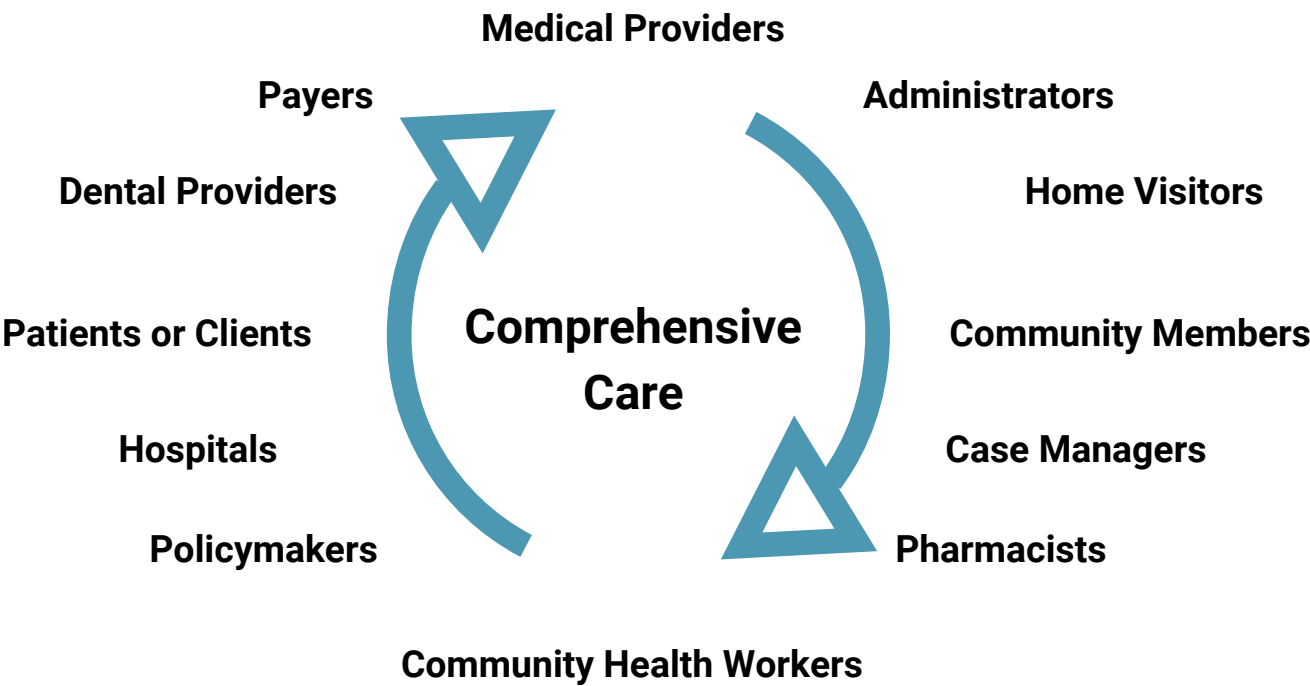 Medical Providers
Payers
Administrators
Dental Providers
Home Visitors
Comprehensive
Care
Patients or Clients
Community Members
Hospitals
Case Managers
Policymakers
Pharmacists
Community Health Workers